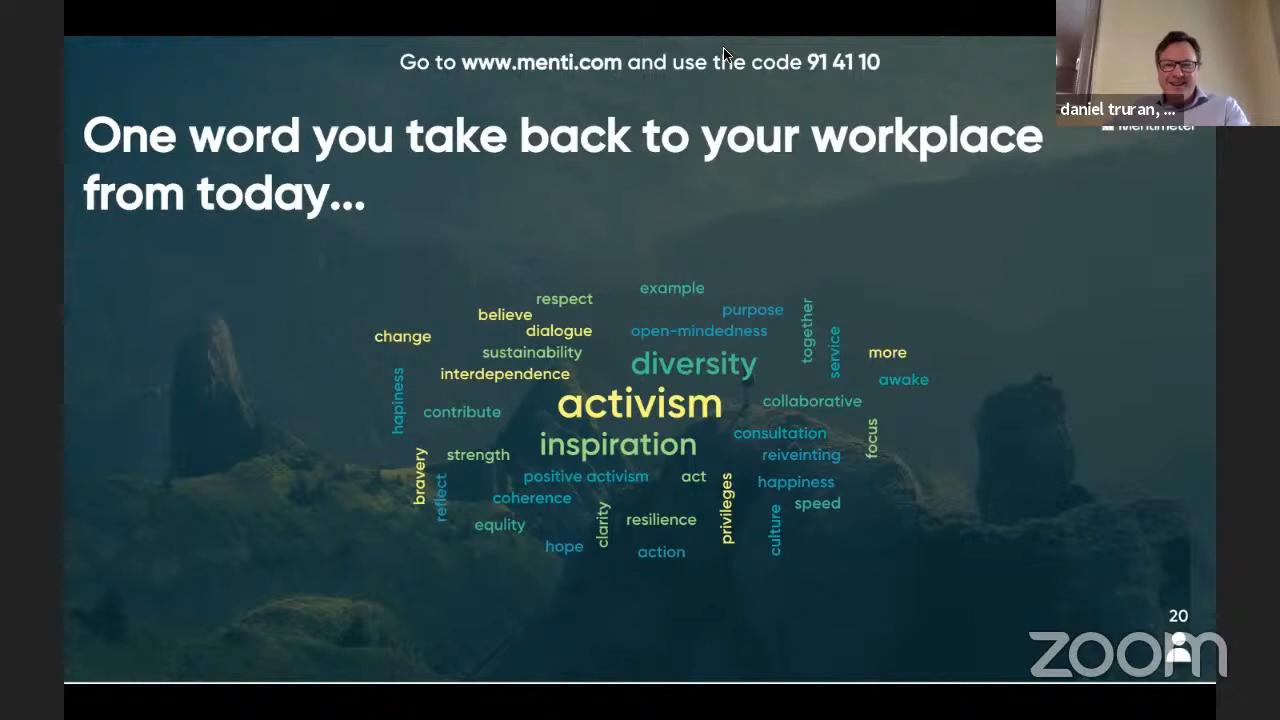 Go to www.menti.com and use the code 91 41 10
daniel truran, ...
Mentimeter
One word you take back to your workplace
from today...
example
respect
purpose
believe
together
dialogue
open-mindedness
change
service
sustainability
more
diversity
interdependence
awake
hapiness
activism
collaborative
contribute
consultation
focus
inspiration
strength
reiveinting
bravery
positive activism
act
privileges
happiness
reflect
coherence
speed
clarity
resilience
equlity
culture
hope
action
20
zoom